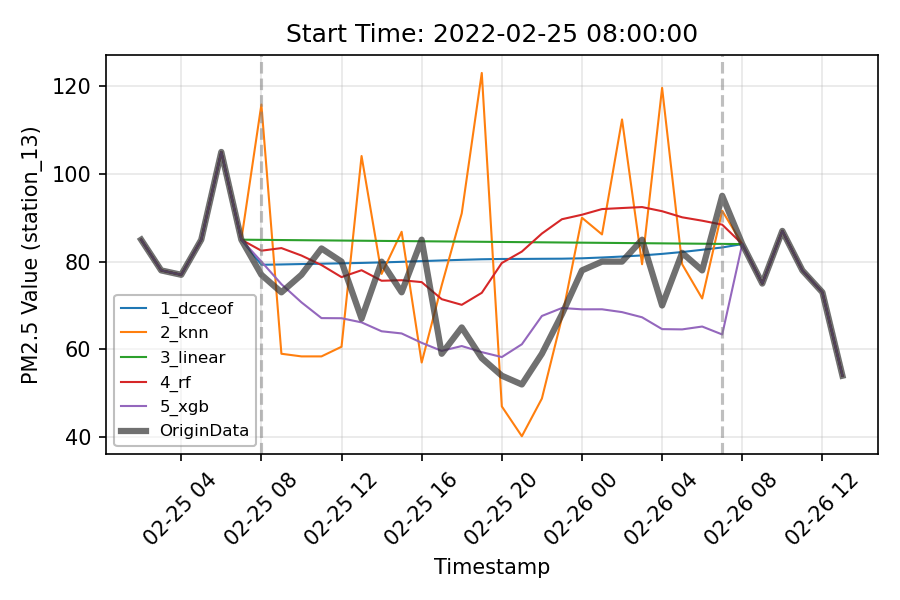 Start Time: 2022-02-25 08:00:00
PM2.5 Value (station_13)
120
100
80
60
40
1_dcceof
2_knn
3_linear
4_rf
5_xgb
OriginData
02-25 04
02-25 08
02-25 12
02-25 16
02-25 20
02-26 00
02-26 04
02-26 08
02-26 12
Timestamp